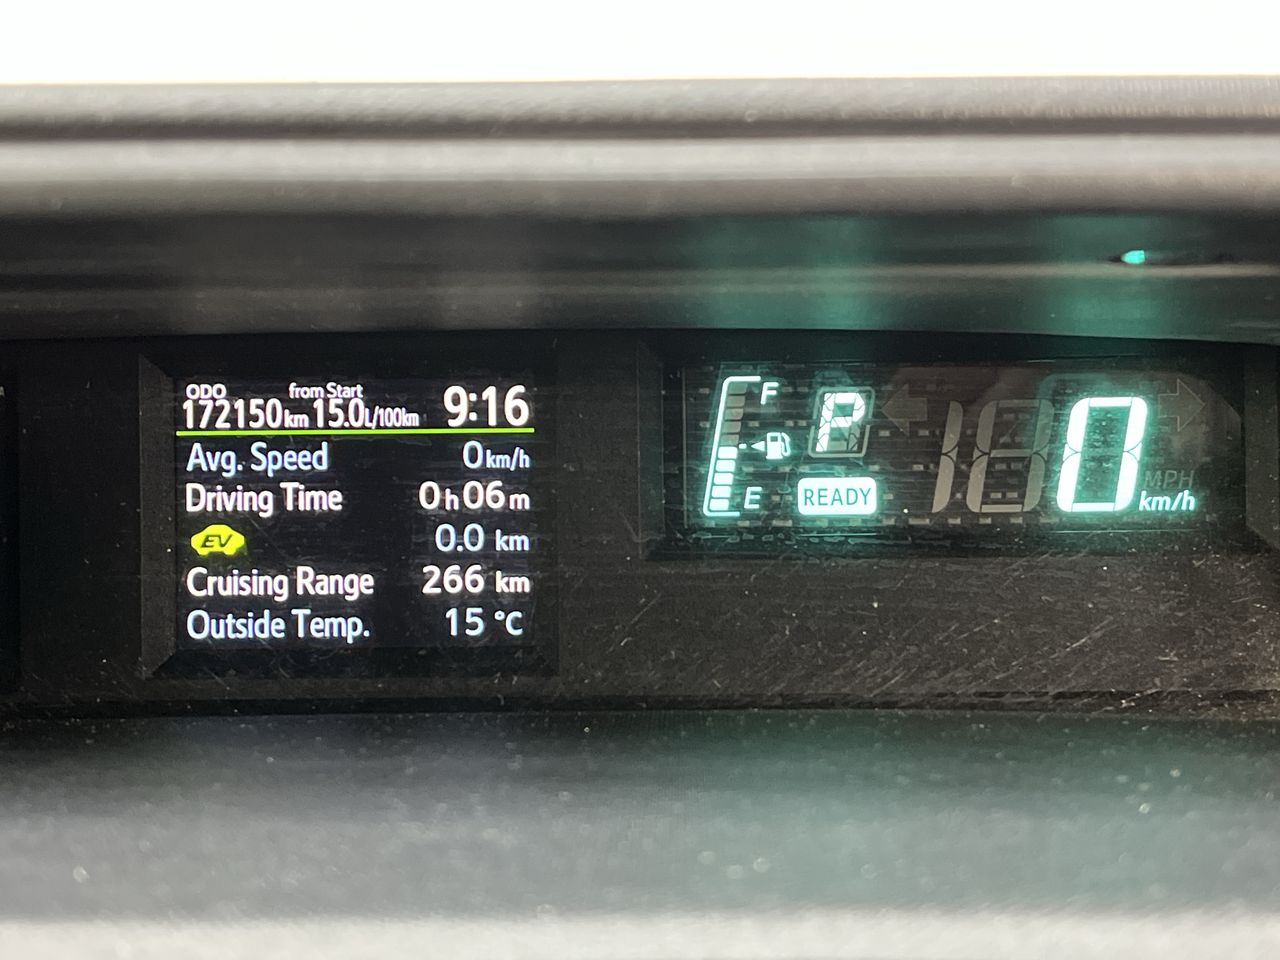 ODO from Start
172150km 15.0L/100km 9:16
Avg. Speed 0km/h
Driving Time 0h06m
EV 0.0 km
Cruising Range 266 km
Outside Temp. 15 °C
F
P
E
READY
0
MPH
km/h